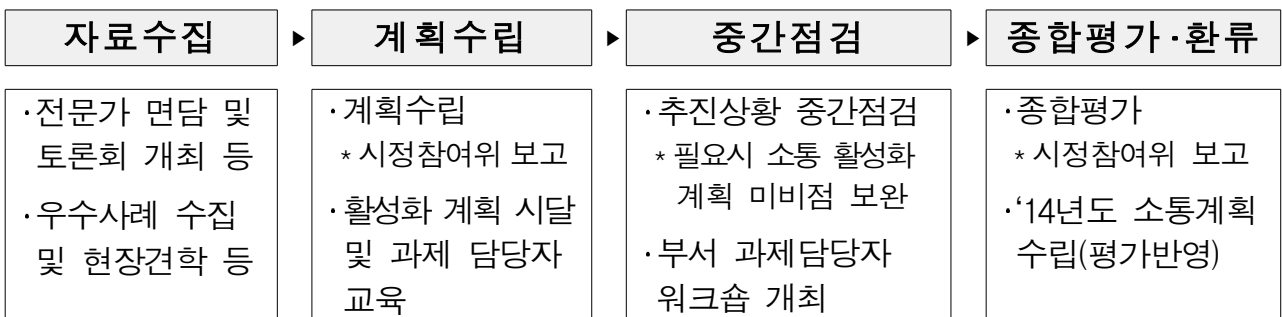 자료수집 ▶ 계획수립 ▶ 중간점검 ▶ 종합평가·환류
·전문가 면담 및
토론회 개최 등
·우수사례 수집
및 현장견학 등
·계획수립
* 시정참여위 보고
·활성화 계획 시달
및 과제 담당자
교육
·추진상황 중간점검
* 필요시 소통 활성화
계획 미비점 보완
·부서 과제담당자
워크숍 개최
·종합평가
* 시정참여위 보고
·‘14년도 소통계획
수립(평가반영)